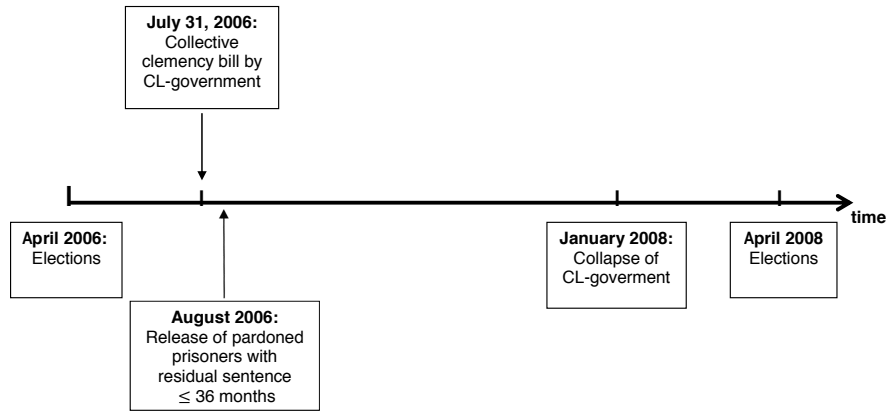 July 31, 2006:
Collective
clemency bill by
CL-government
time
April 2006:
Elections
August 2006:
Release of pardoned
prisoners with
residual sentence
≤ 36 months
January 2008:
Collapse of
CL-goverment
April 2008
Elections